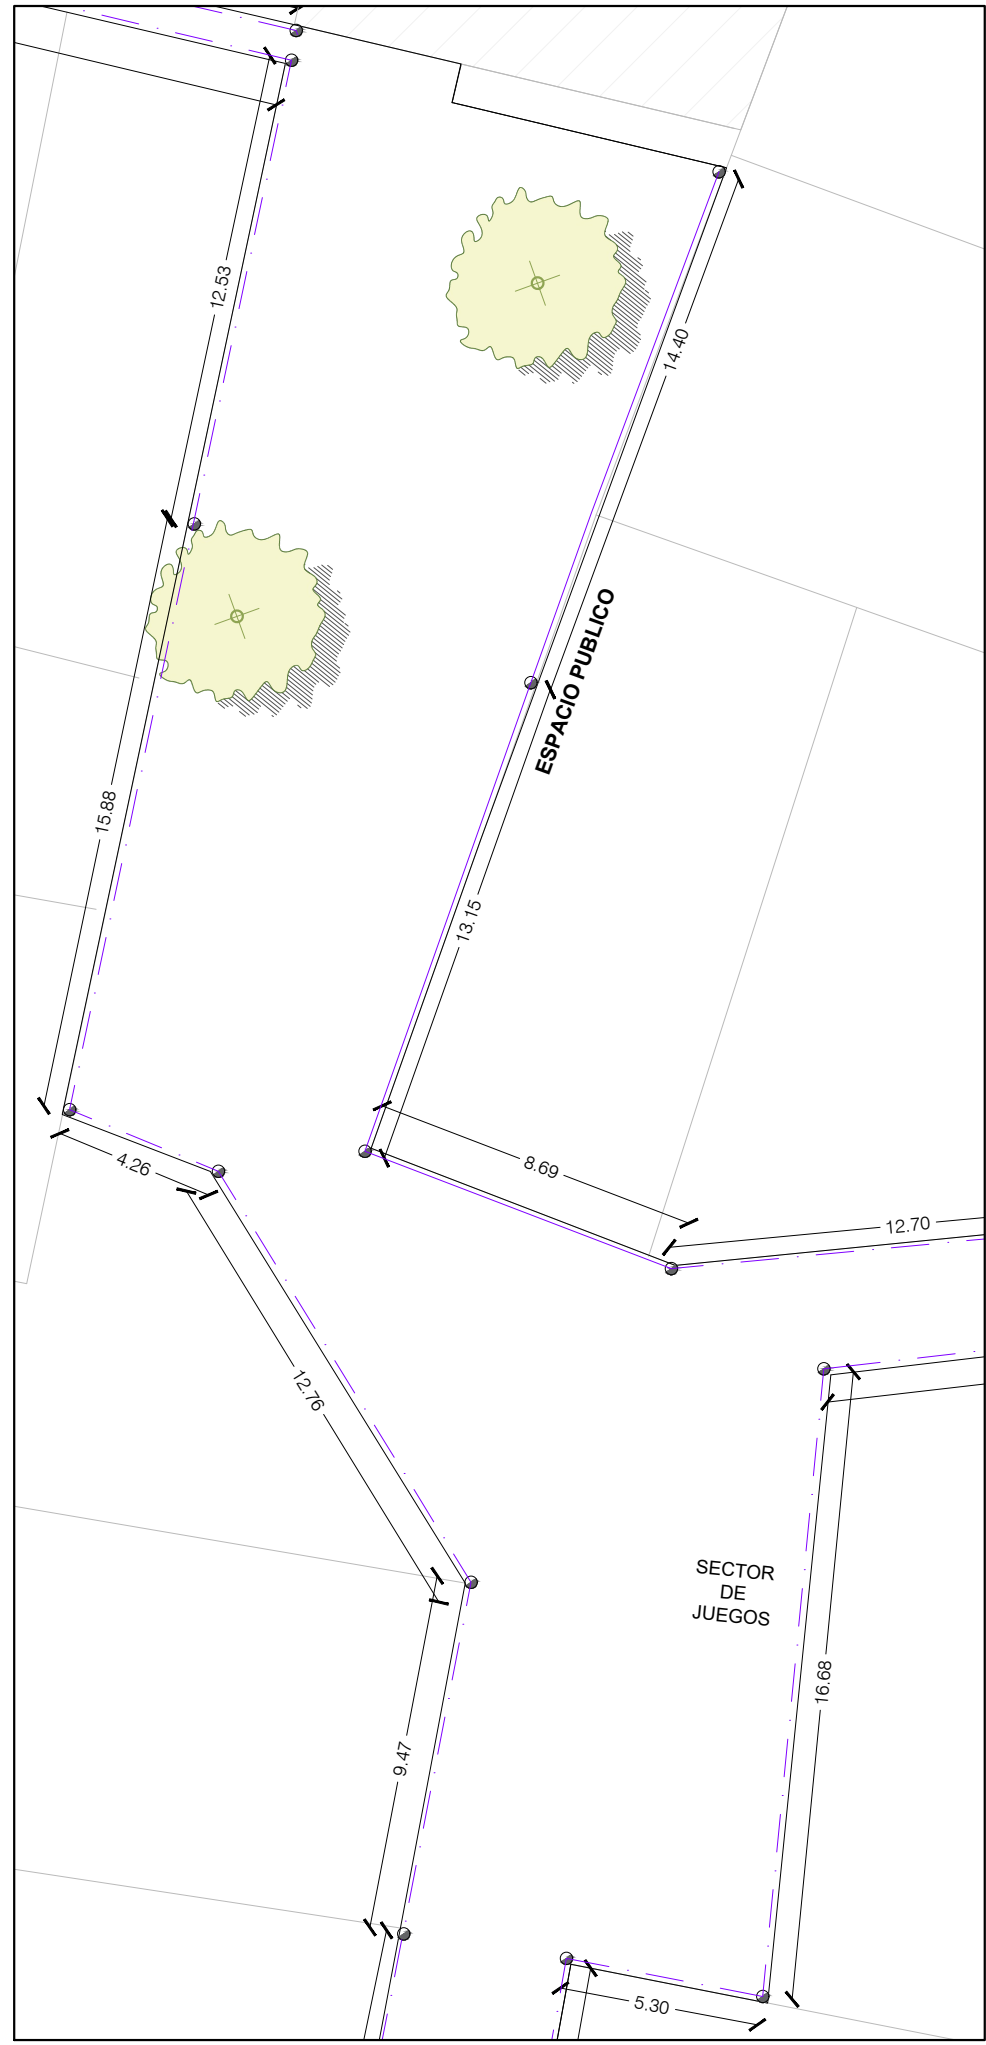 12.53
14.40
ESPACIO PUBLICO
15.88
13.15
4.26
8.69
12.70
12.76
SECTOR
DE
JUEGOS
16.68
9.47
5.30